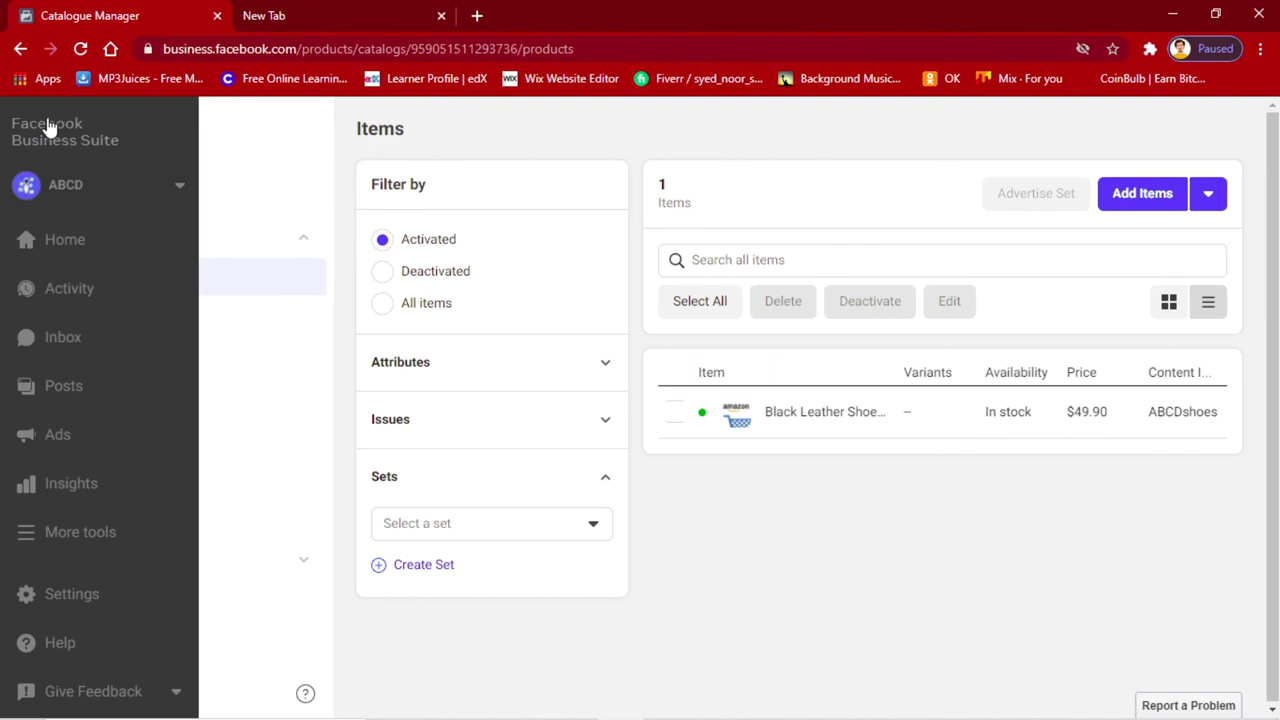 Catalogue Manager
New Tab
business.facebook.com/products/catalogs/959051511293736/products
Paused
Apps
MP3Juices - Free M...
Free Online Learnin...
edX
Learner Profile | edX
WIX
Wix Website Editor
Fiverr / syed_noor_s...
Background Music...
OK
Mix · For you
CoinBulb | Earn Bitc...
Facebook
Business Suite
ABCD
Home
Activity
Inbox
Posts
Ads
Insights
More tools
Settings
Help
Give Feedback
Items
Filter by
Activated
Deactivated
All items
Attributes
Issues
Sets
Select a set
Create Set
1
Items
Advertise Set
Add Items
Search all items
Select All
Delete
Deactivate
Edit
Item
Variants
Availability
Price
Content I...
amazon
Black Leather Shoe...
--
In stock
$49.90
ABCDshoes
Report a Problem